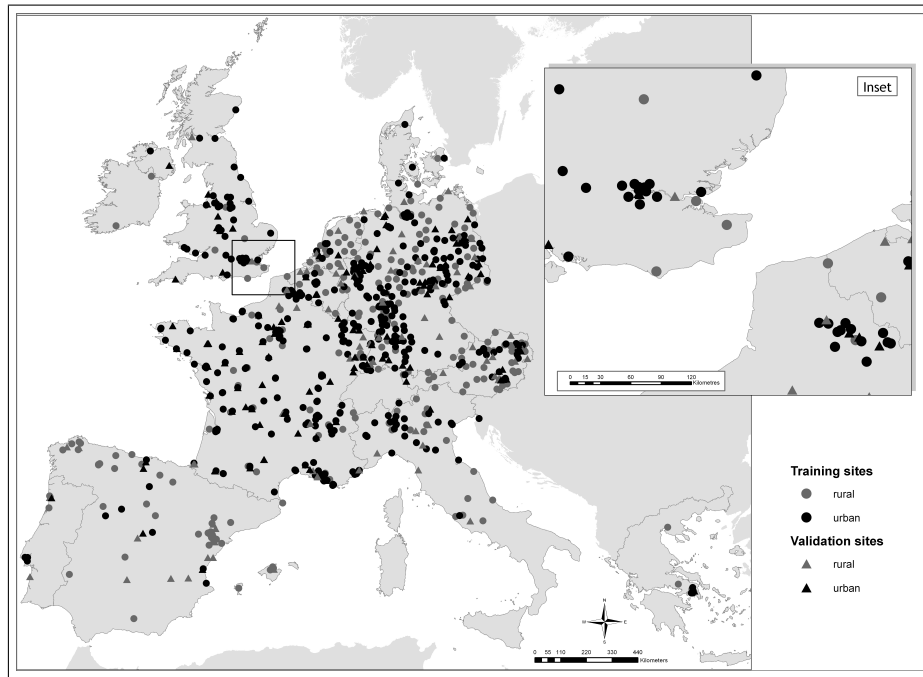 Inset
0 15 30 60 90 120
Kilometres
Training sites
rural
urban
Validation sites
rural
urban
N
W E
S
0 55 110 220 330 440
Kilometers